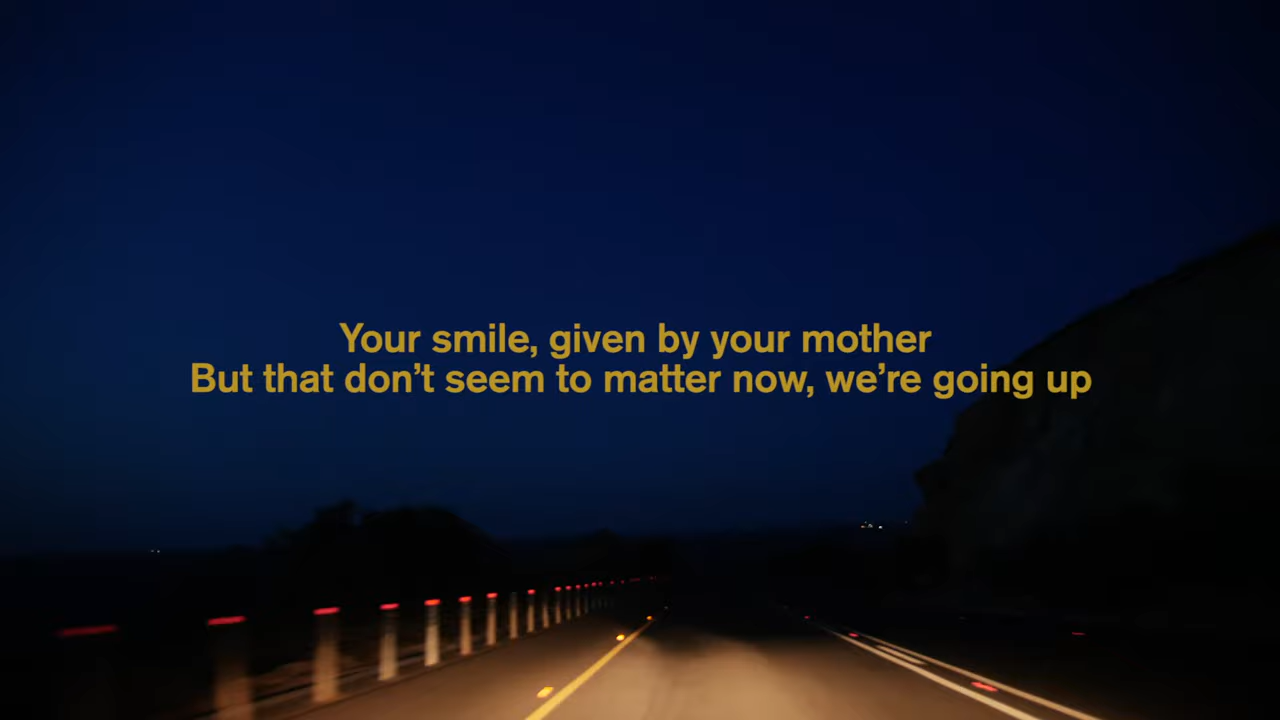 Your smile, given by your mother
But that don’t seem to matter now, we’re going up